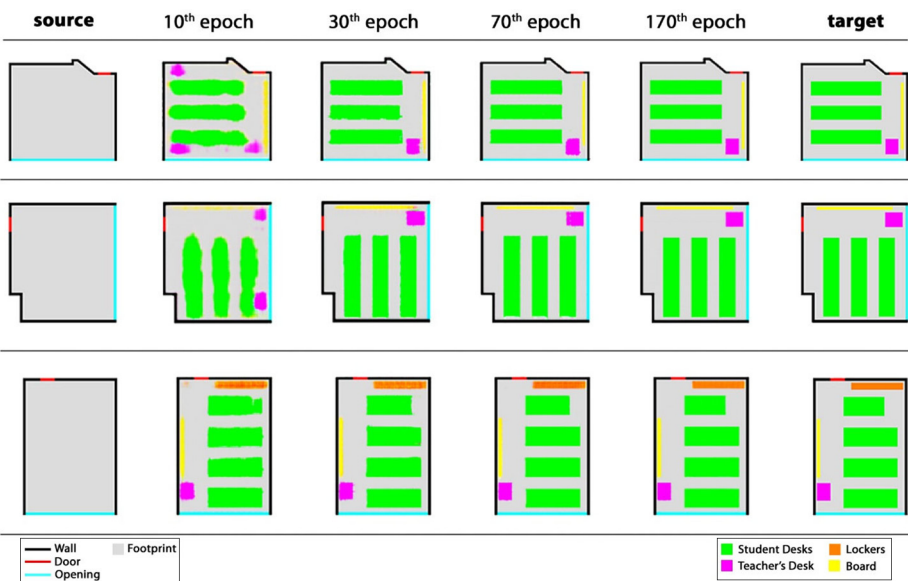 source 10th epoch 30th epoch 70th epoch 170th epoch target
Wall Footprint
Door
Opening
Student Desks Lockers
Teacher's Desk Board